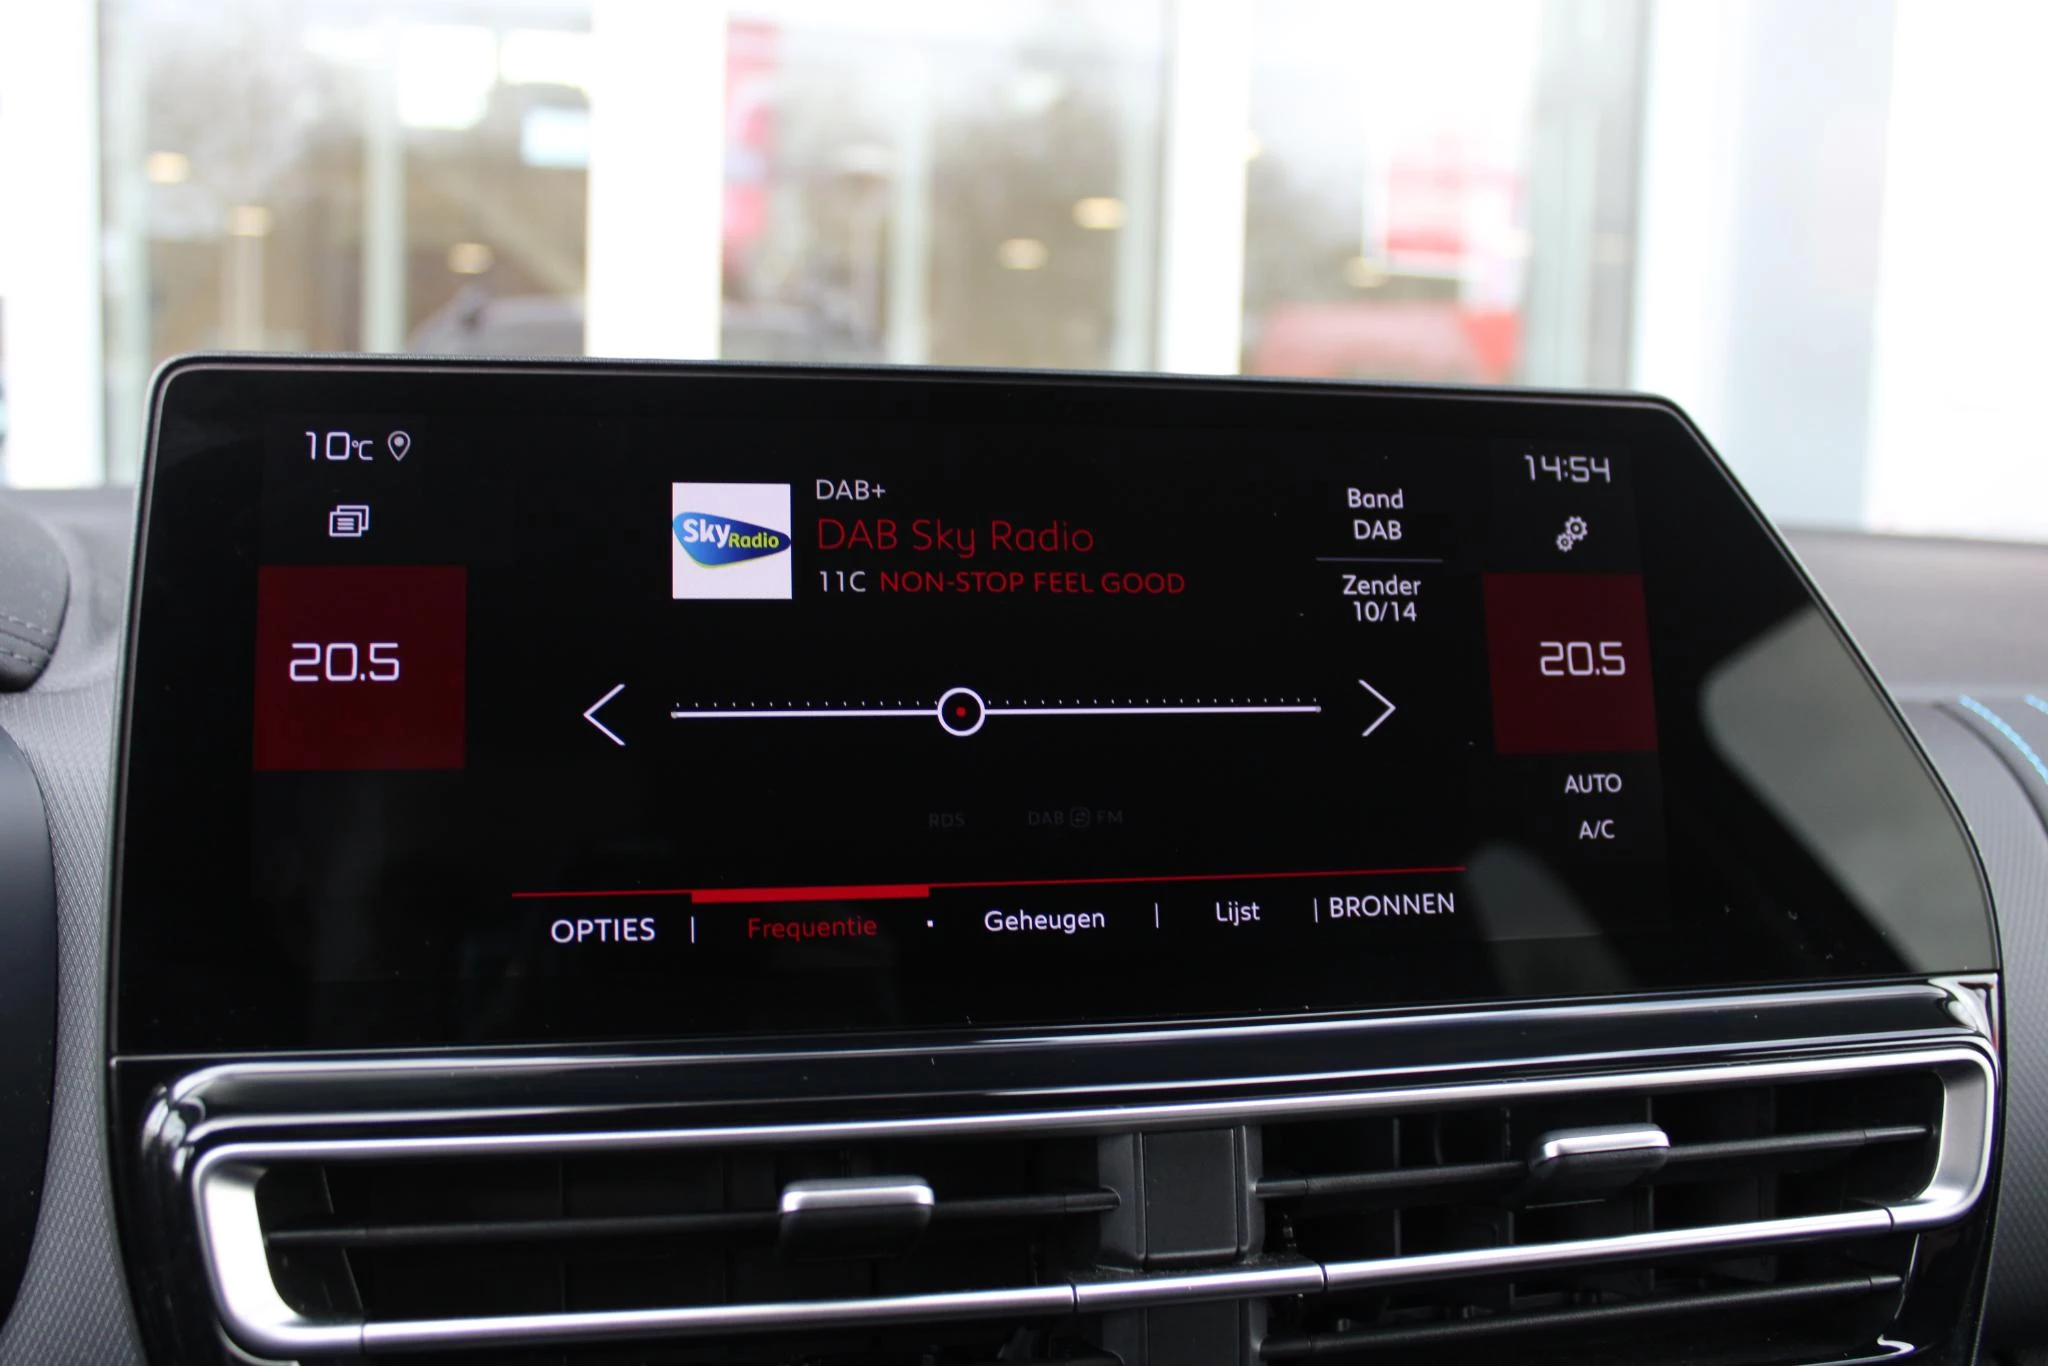 10°C
14:54
Sky Radio
DAB+
DAB Sky Radio
11C NON-STOP FEEL GOOD
Band
DAB
Zender
10/14
20.5
20.5
AUTO
A/C
RDS DAB FM
OPTIES | Frequentie · Geheugen | Lijst | BRONNEN